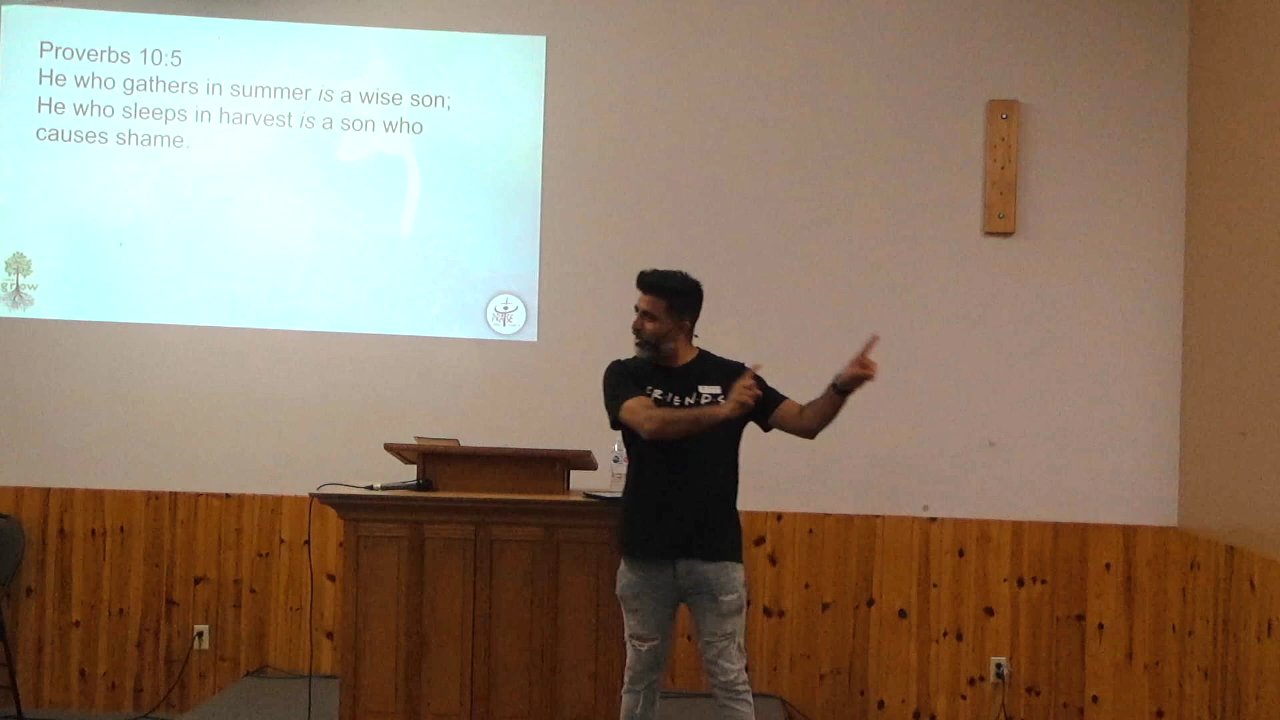 Proverbs 10:5
He who gathers in summer is a wise son;
He who sleeps in harvest is a son who
causes shame.
grow
F·R·I·E·N·D·S